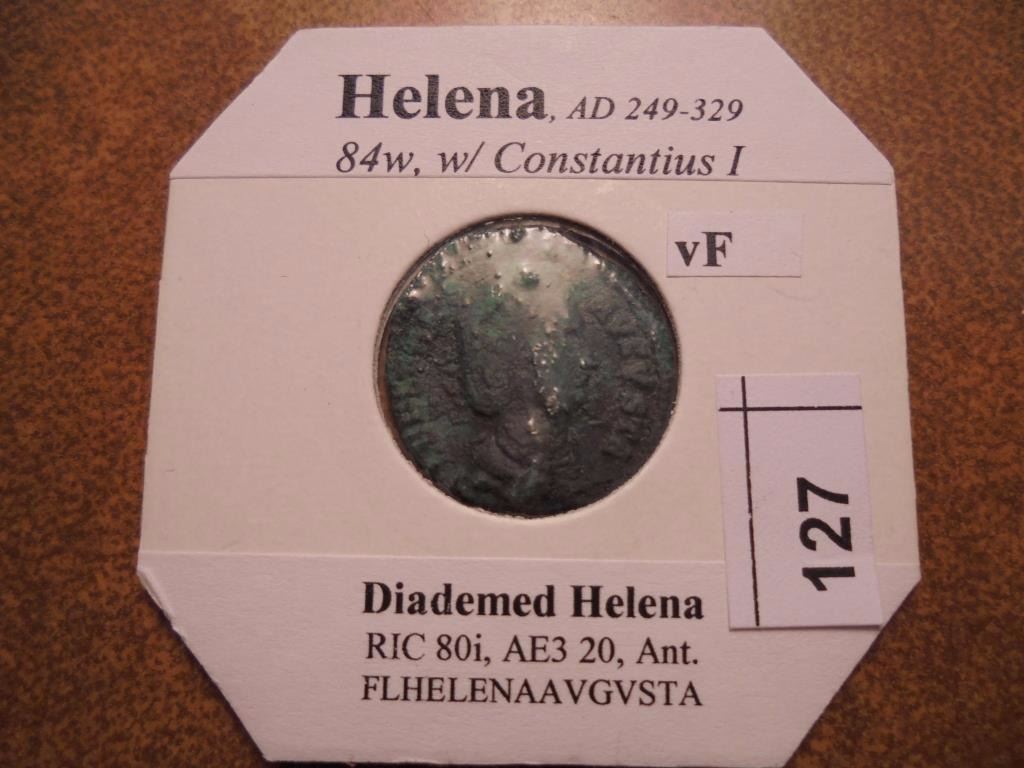 Helena, AD 249-329
84w, w/ Constantius I
vF
127
Diademed Helena
RIC 80i, AE3 20, Ant.
FLHELENAAVGVSTA